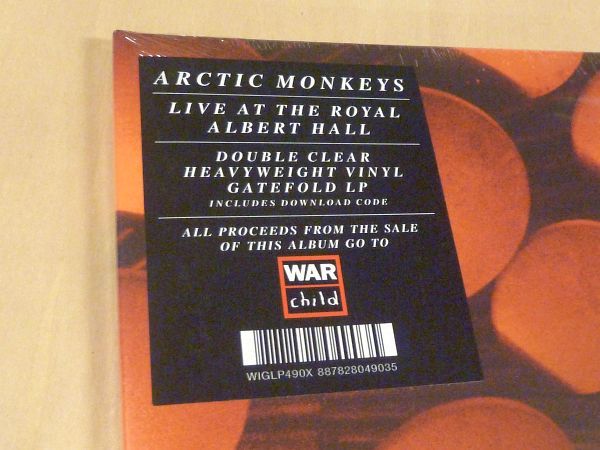 ARCTIC MONKEYS
LIVE AT THE ROYAL
ALBERT HALL
DOUBLE CLEAR
HEAVYWEIGHT VINYL
GATEFOLD LP
INCLUDES DOWNLOAD CODE
ALL PROCEEDS FROM THE SALE
OF THIS ALBUM GO TO
WAR
child
WIGLP490X 887828049035